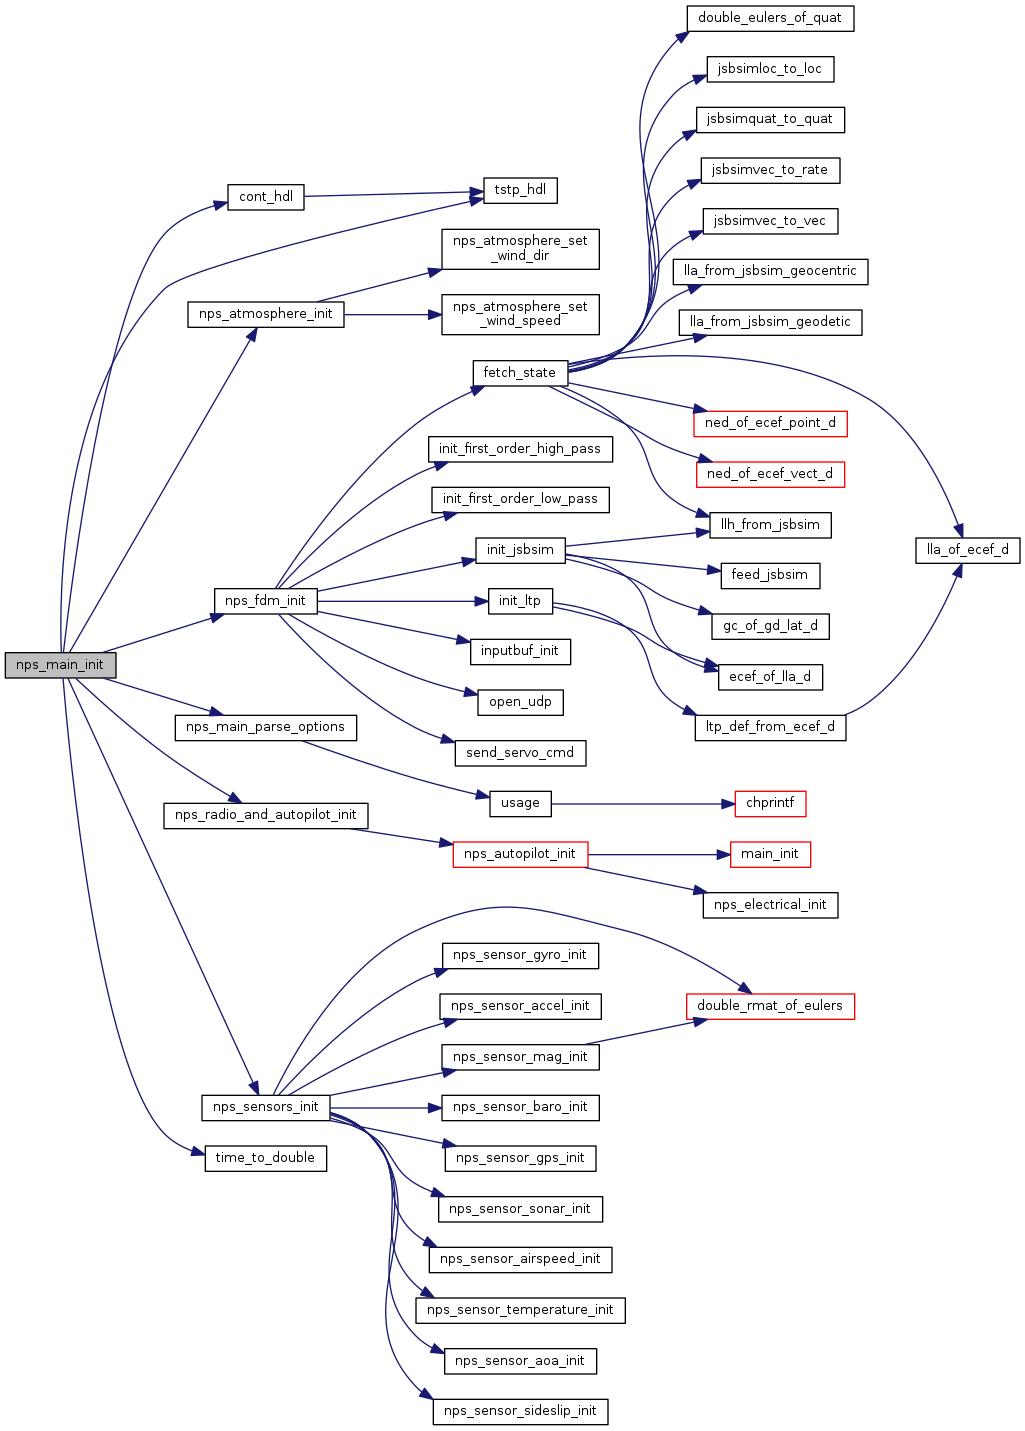 double_eulers_of_quat
jsbsimloc_to_loc
jsbsimquat_to_quat
jsbsimvec_to_rate
cont_hdl
tstp_hdl
jsbsimvec_to_vec
nps_atmosphere_set
_wind_dir
lla_from_jsbsim_geocentric
nps_atmosphere_init
nps_atmosphere_set
_wind_speed
lla_from_jsbsim_geodetic
fetch_state
ned_of_ecef_point_d
init_first_order_high_pass
ned_of_ecef_vect_d
init_first_order_low_pass
llh_from_jsbsim
init_jsbsim
lla_of_ecef_d
feed_jsbsim
nps_fdm_init
init_ltp
gc_of_gd_lat_d
nps_main_init
inputbuf_init
ecef_of_lla_d
open_udp
nps_main_parse_options
ltp_def_from_ecef_d
send_servo_cmd
usage
chprintf
nps_radio_and_autopilot_init
nps_autopilot_init
main_init
nps_electrical_init
nps_sensor_gyro_init
nps_sensor_accel_init
double_rmat_of_eulers
nps_sensor_mag_init
nps_sensors_init
nps_sensor_baro_init
time_to_double
nps_sensor_gps_init
nps_sensor_sonar_init
nps_sensor_airspeed_init
nps_sensor_temperature_init
nps_sensor_aoa_init
nps_sensor_sideslip_init